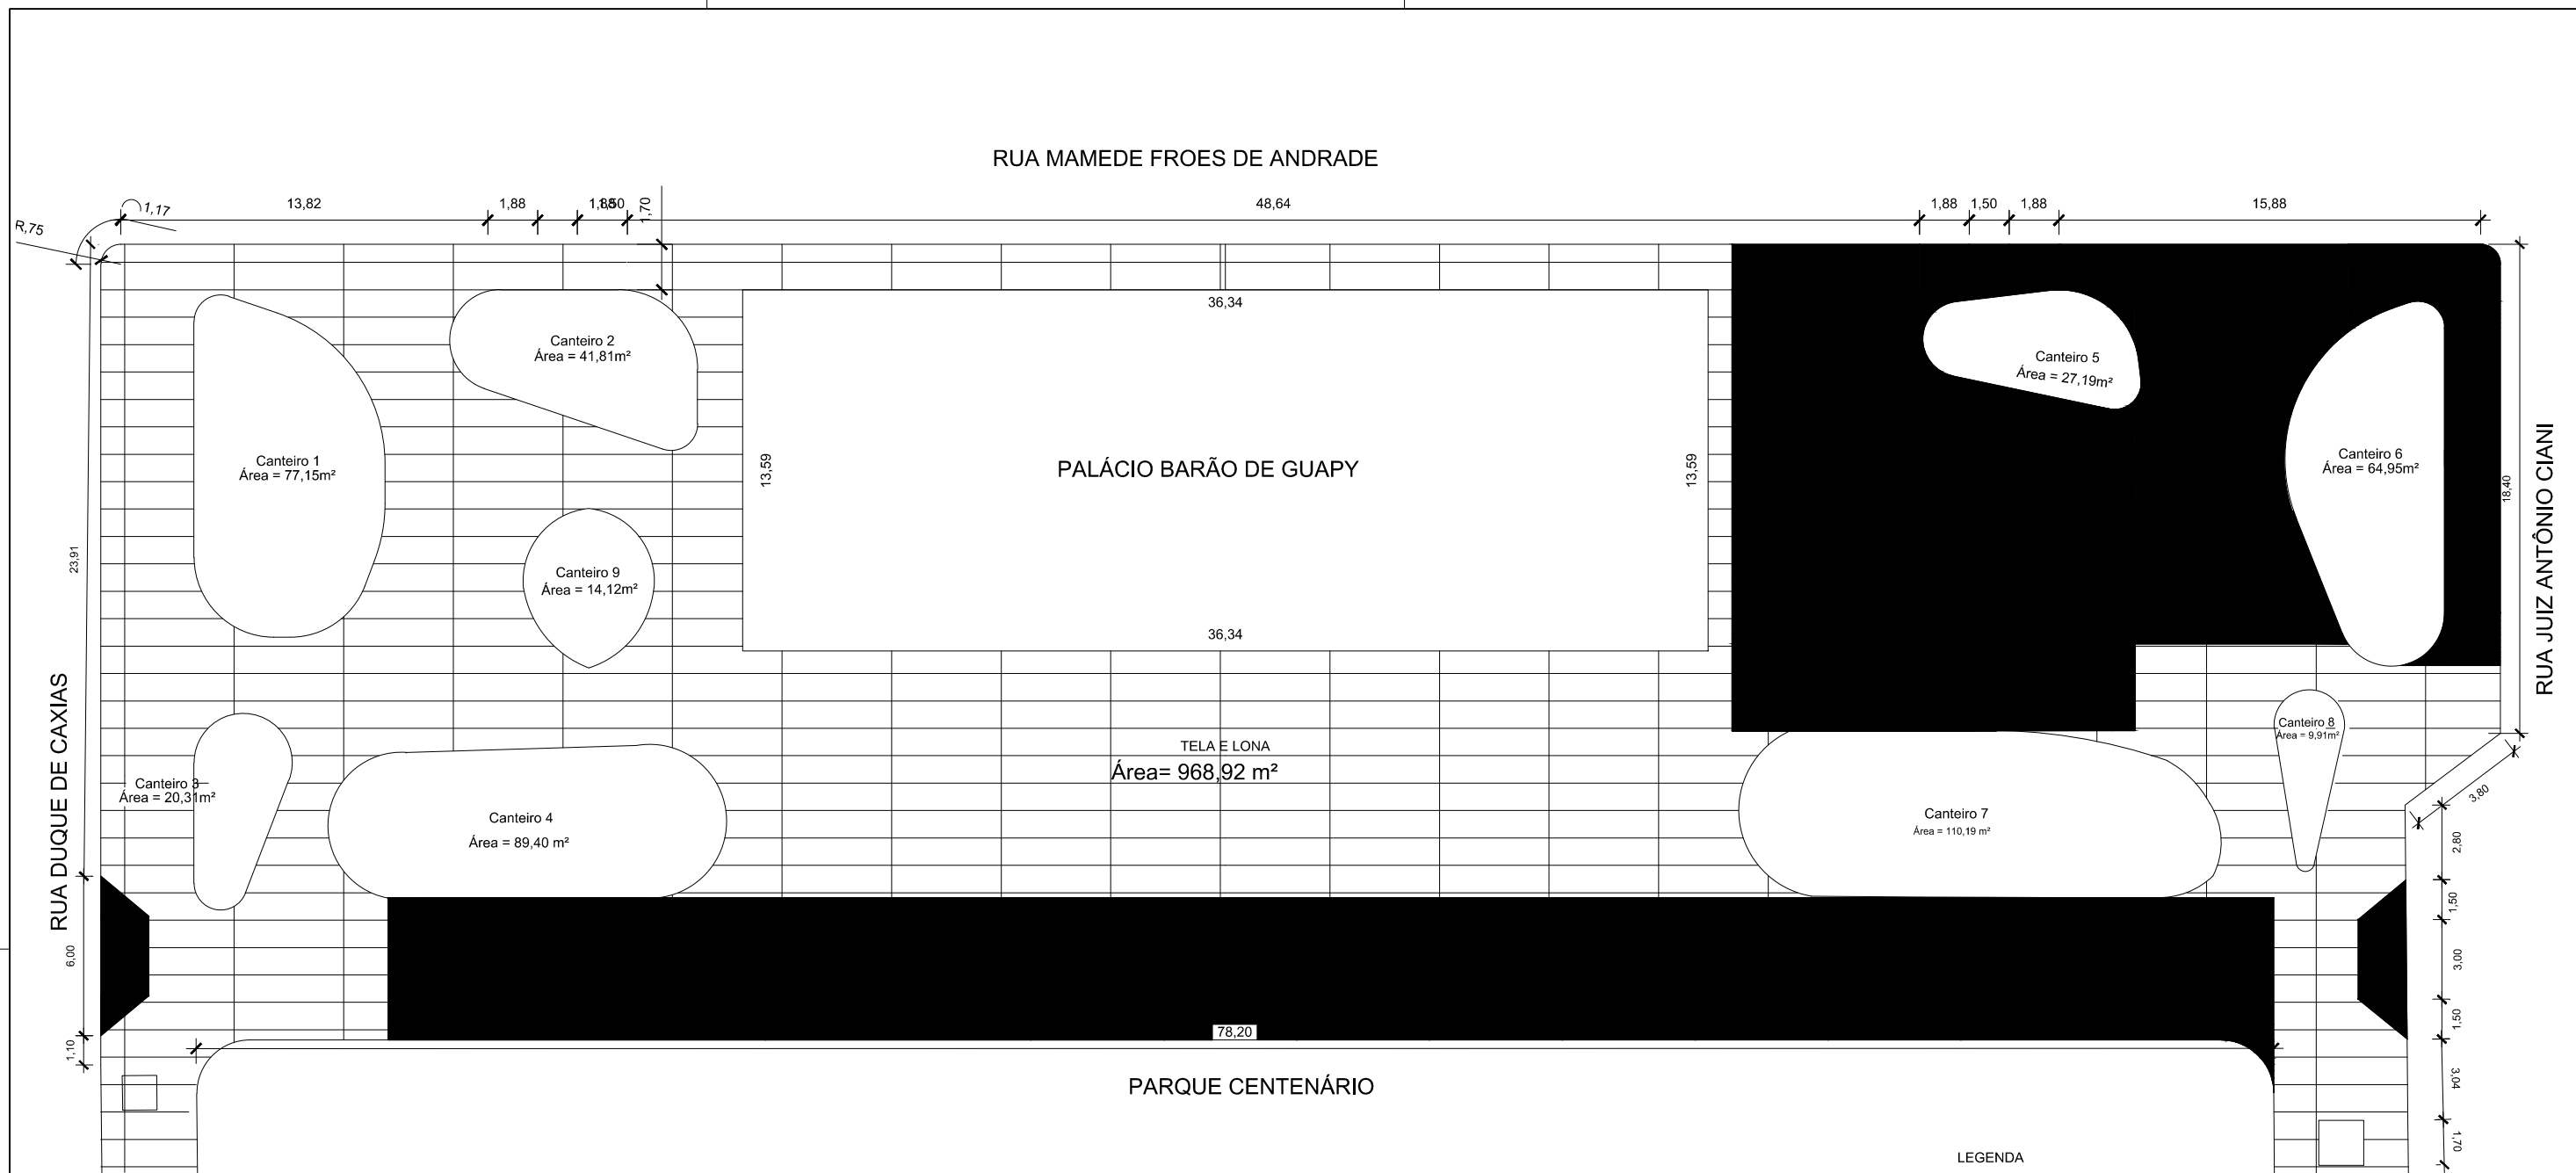 RUA MAMEDE FROES DE ANDRADE
1,17
R,75
13,82
1,88
1,50
1,88
1,70
48,64
1,88
1,50
1,88
15,88
36,34
Canteiro 2
Área = 41,81m²
Canteiro 5
Área = 27,19m²
Canteiro 1
Área = 77,15m²
13,59
PALÁCIO BARÃO DE GUAPY
13,59
Canteiro 6
Área = 64,95m²
18,40
RUA JUIZ ANTÔNIO CIANI
23,91
Canteiro 9
Área = 14,12m²
36,34
RUA DUQUE DE CAXIAS
Canteiro 8
Área = 9,91m²
TELA E LONA
Área= 968,92 m²
Canteiro 3
Área = 20,31m²
Canteiro 4
Área = 89,40 m²
Canteiro 7
Área = 110,19 m²
3,80
2,80
1,50
6,00
3,00
1,50
1,10
78,20
3,04
PARQUE CENTENÁRIO
1,70
LEGENDA